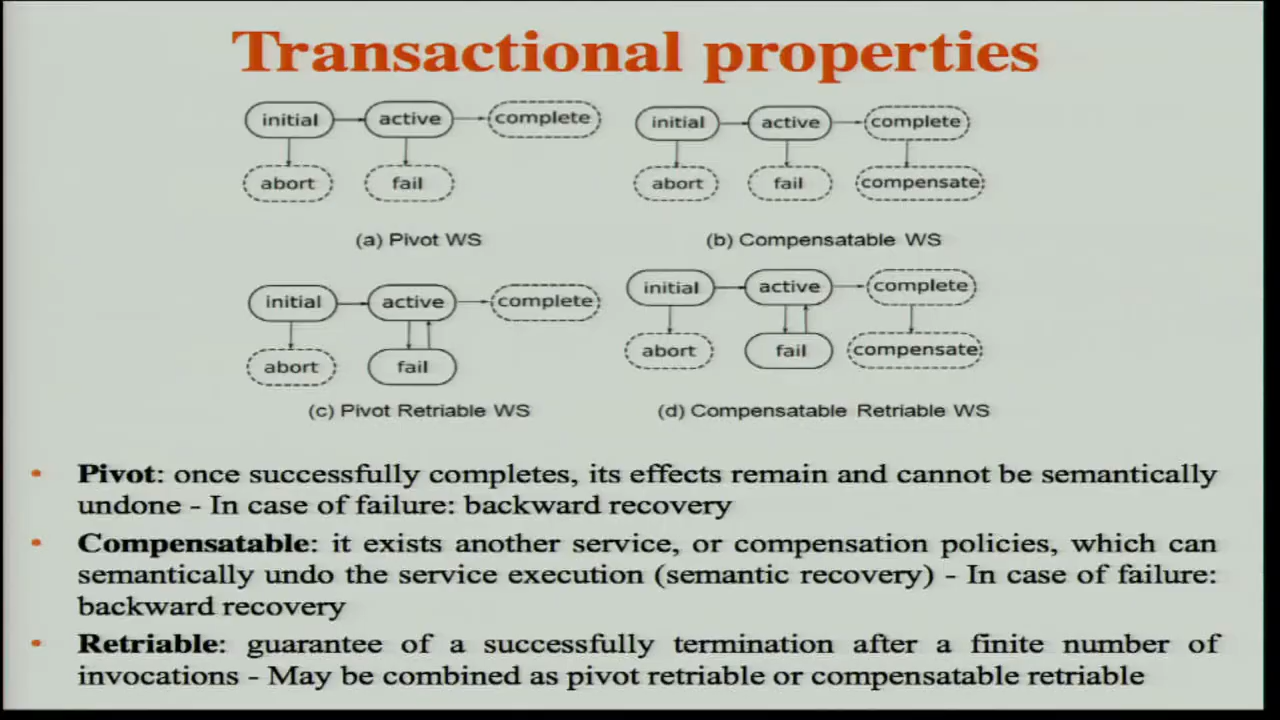 Transactional properties
initial active complete
abort fail
(a) Pivot WS
initial active complete
abort fail compensate
(b) Compensatable WS
initial active complete
abort fail
(c) Pivot Retriable WS
initial active complete
abort fail compensate
(d) Compensatable Retriable WS
• Pivot: once successfully completes, its effects remain and cannot be semantically
undone - In case of failure: backward recovery
• Compensatable: it exists another service, or compensation policies, which can
semantically undo the service execution (semantic recovery) - In case of failure:
backward recovery
• Retriable: guarantee of a successfully termination after a finite number of
invocations - May be combined as pivot retriable or compensatable retriable